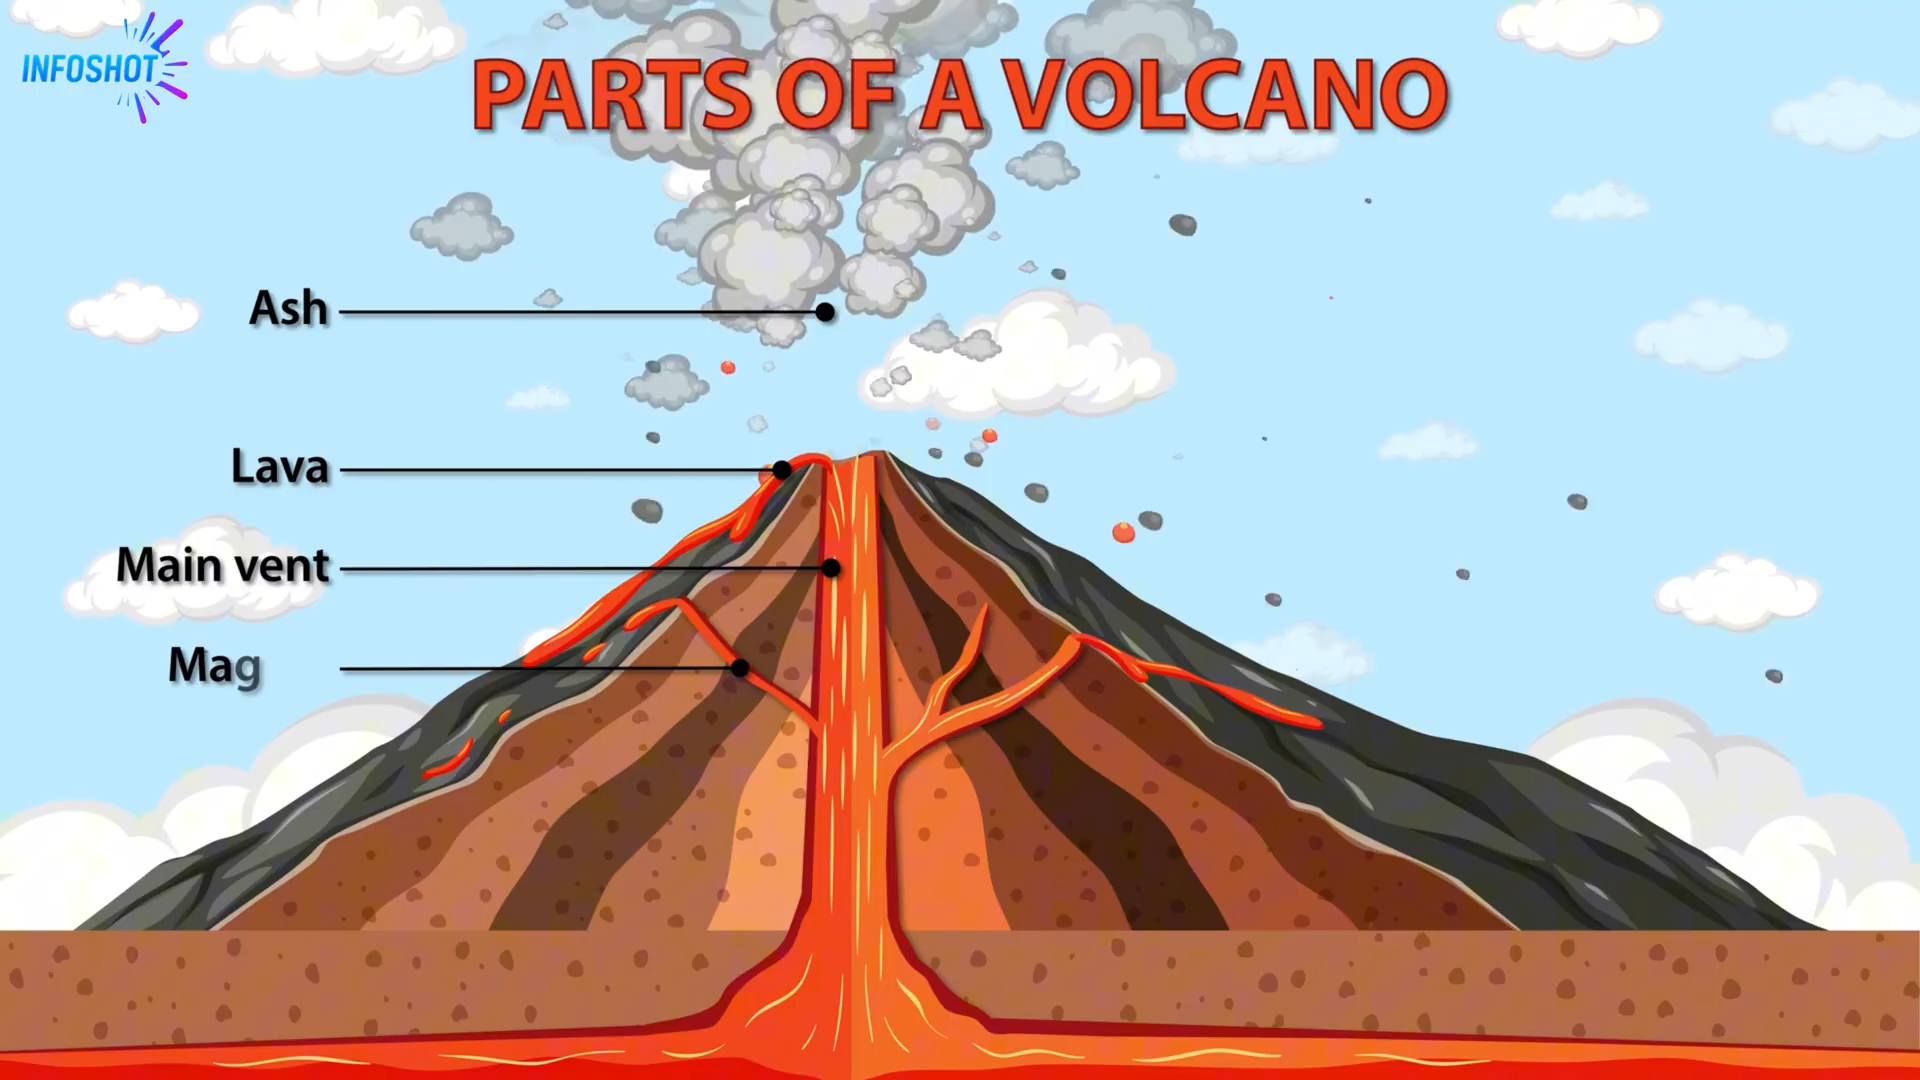 INFOSHOT
PARTS OF A VOLCANO
Ash
Lava
Main vent
Mag